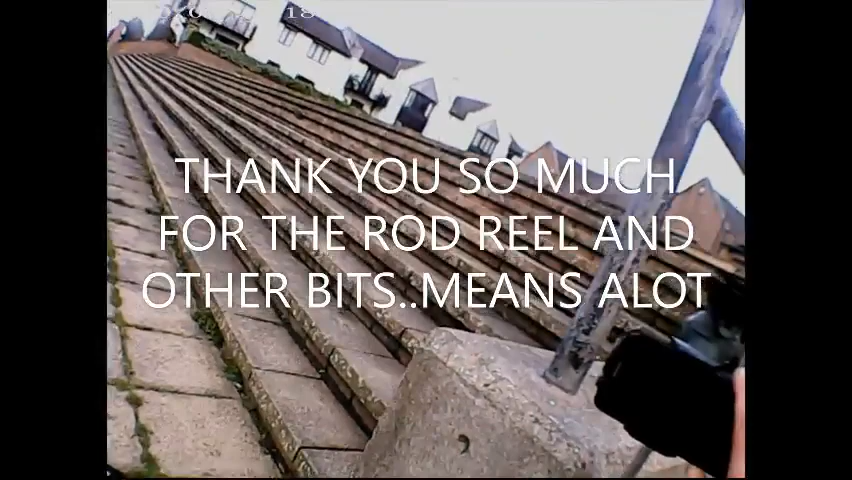 THANK YOU SO MUCH
FOR THE ROD REEL AND
OTHER BITS..MEANS ALOT